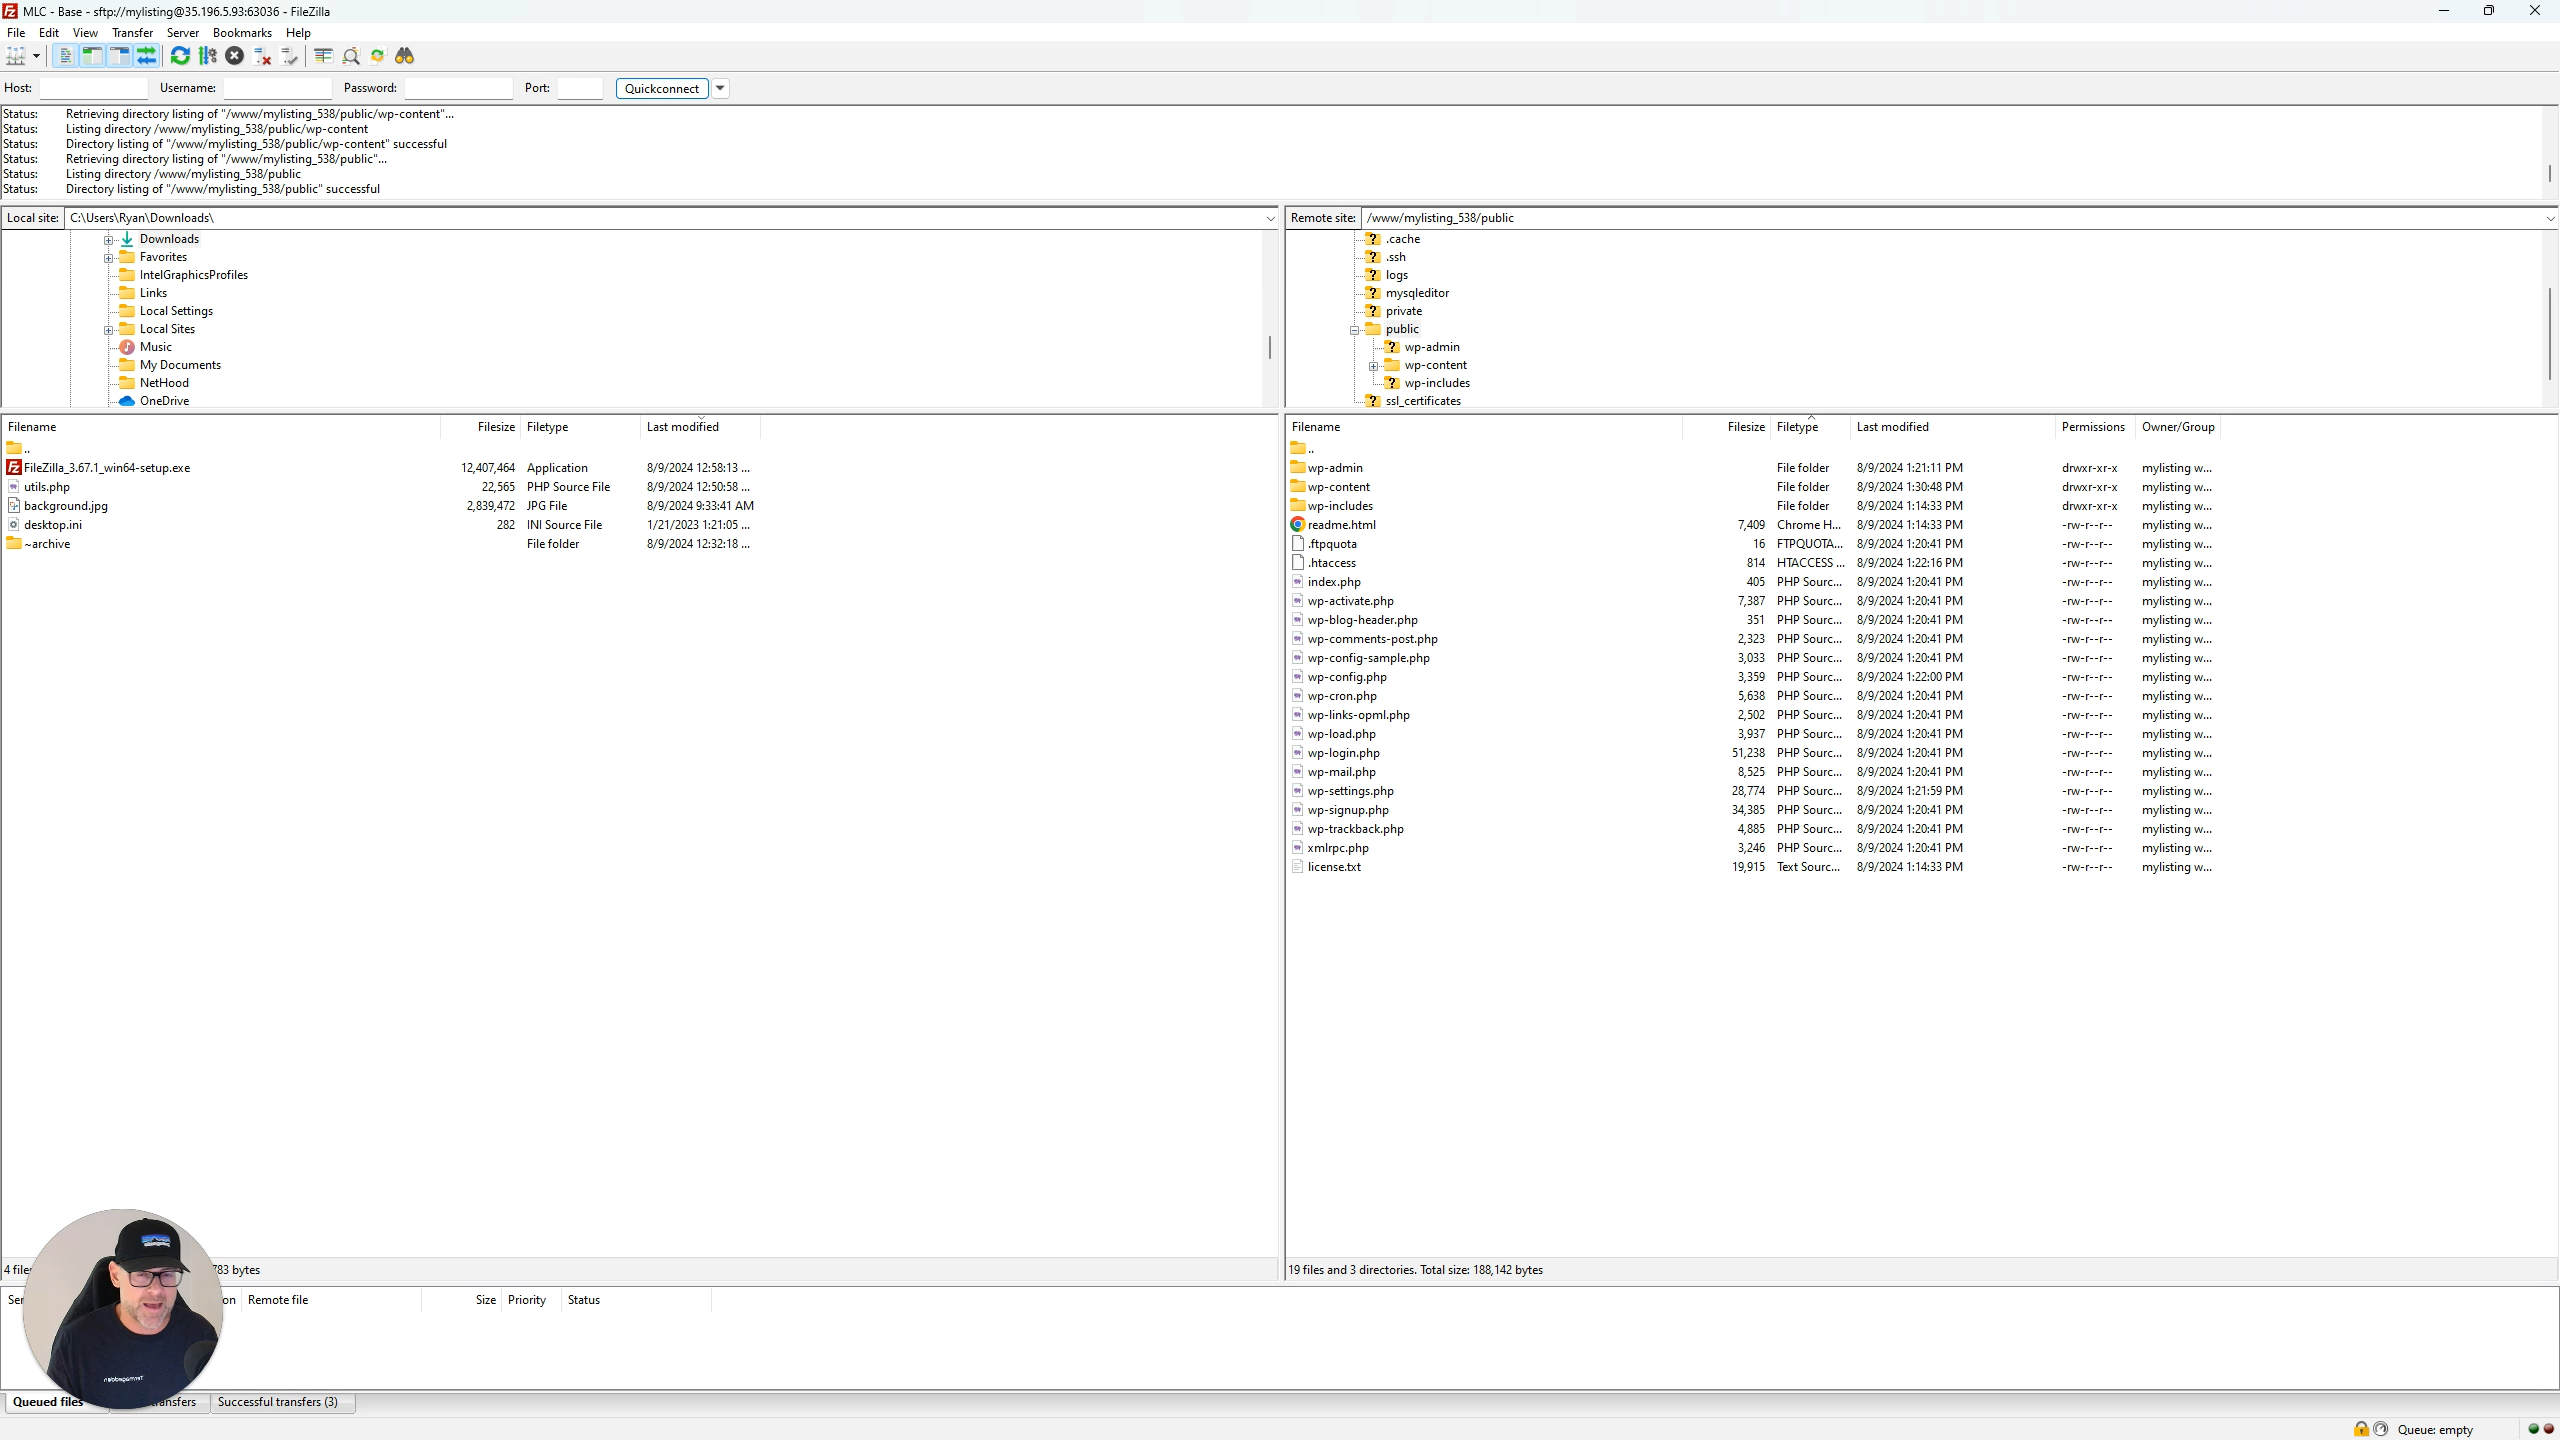 MLC - Base - sftp://mylisting@35.196.5.93:63036 - FileZilla
File Edit View Transfer Server Bookmarks Help
Host: Username: Password: Port: Quickconnect
Status: Retrieving directory listing of "/www/mylisting_538/public/wp-content"...
Status: Listing directory /www/mylisting_538/public/wp-content
Status: Directory listing of "/www/mylisting_538/public/wp-content" successful
Status: Retrieving directory listing of "/www/mylisting_538/public"...
Status: Listing directory /www/mylisting_538/public
Status: Directory listing of "/www/mylisting_538/public" successful
Local site: C:\Users\Ryan\Downloads\
Downloads
Favorites
IntelGraphicsProfiles
Links
Local Settings
Local Sites
Music
My Documents
NetHood
OneDrive
Remote site: /www/mylisting_538/public
.cache
.ssh
logs
mysqleditor
private
public
wp-admin
wp-content
wp-includes
ssl_certificates
Filename Filesize Filetype Last modified
..
FileZilla_3.67.1_win64-setup.exe 12,407,464 Application 8/9/2024 12:58:13 ...
utils.php 22,565 PHP Source File 8/9/2024 12:50:58 ...
background.jpg 2,839,472 JPG File 8/9/2024 9:33:41 AM
desktop.ini 282 INI Source File 1/21/2023 1:21:05 ...
~archive File folder 8/9/2024 12:32:18 ...
Filename Filesize Filetype Last modified Permissions Owner/Group
..
wp-admin File folder 8/9/2024 1:21:11 PM drwxr-xr-x mylisting w...
wp-content File folder 8/9/2024 1:30:48 PM drwxr-xr-x mylisting w...
wp-includes File folder 8/9/2024 1:14:33 PM drwxr-xr-x mylisting w...
readme.html 7,409 Chrome H... 8/9/2024 1:14:33 PM -rw-r--r-- mylisting w...
.ftpquota 16 FTPQUOTA... 8/9/2024 1:20:41 PM -rw-r--r-- mylisting w...
.htaccess 814 HTACCESS ... 8/9/2024 1:22:16 PM -rw-r--r-- mylisting w...
index.php 405 PHP Sourc... 8/9/2024 1:20:41 PM -rw-r--r-- mylisting w...
wp-activate.php 7,387 PHP Sourc... 8/9/2024 1:20:41 PM -rw-r--r-- mylisting w...
wp-blog-header.php 351 PHP Sourc... 8/9/2024 1:20:41 PM -rw-r--r-- mylisting w...
wp-comments-post.php 2,323 PHP Sourc... 8/9/2024 1:20:41 PM -rw-r--r-- mylisting w...
wp-config-sample.php 3,033 PHP Sourc... 8/9/2024 1:20:41 PM -rw-r--r-- mylisting w...
wp-config.php 3,359 PHP Sourc... 8/9/2024 1:22:00 PM -rw-r--r-- mylisting w...
wp-cron.php 5,638 PHP Sourc... 8/9/2024 1:20:41 PM -rw-r--r-- mylisting w...
wp-links-opml.php 2,502 PHP Sourc... 8/9/2024 1:20:41 PM -rw-r--r-- mylisting w...
wp-load.php 3,937 PHP Sourc... 8/9/2024 1:20:41 PM -rw-r--r-- mylisting w...
wp-login.php 51,238 PHP Sourc... 8/9/2024 1:20:41 PM -rw-r--r-- mylisting w...
wp-mail.php 8,525 PHP Sourc... 8/9/2024 1:20:41 PM -rw-r--r-- mylisting w...
wp-settings.php 28,774 PHP Sourc... 8/9/2024 1:21:59 PM -rw-r--r-- mylisting w...
wp-signup.php 34,385 PHP Sourc... 8/9/2024 1:20:41 PM -rw-r--r-- mylisting w...
wp-trackback.php 4,885 PHP Sourc... 8/9/2024 1:20:41 PM -rw-r--r-- mylisting w...
xmlrpc.php 3,246 PHP Sourc... 8/9/2024 1:20:41 PM -rw-r--r-- mylisting w...
license.txt 19,915 Text Sourc... 8/9/2024 1:14:33 PM -rw-r--r-- mylisting w...
4 783 bytes
19 files and 3 directories. Total size: 188,142 bytes
Remote file Size Priority Status
Queued files Successful transfers (3)
Queue: empty